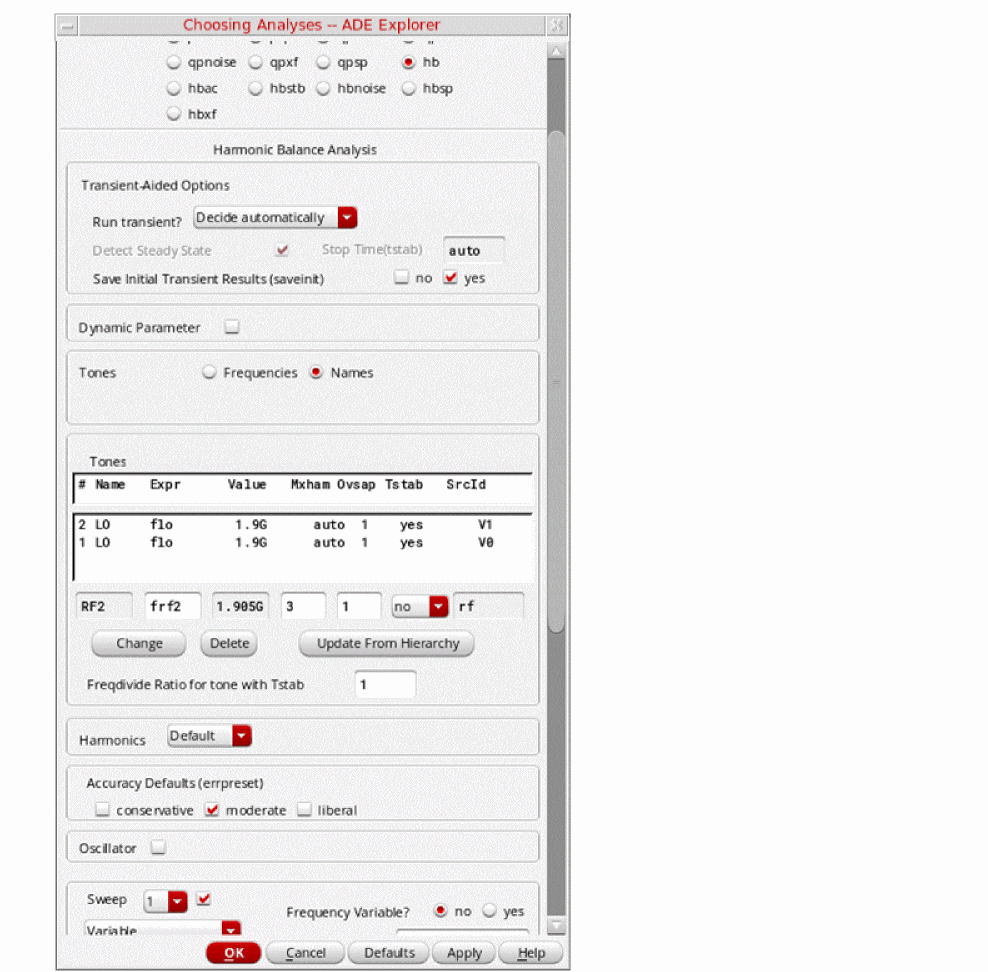 Choosing Analyses -- ADE Explorer
qpnoise qpxf qpsp hb
hbac hbstb hbnoise hbsp
hbxf
Harmonic Balance Analysis
Transient-Aided Options
Run transient? Decide automatically
Detect Steady State Stop Time(tstab) auto
Save Initial Transient Results (saveinit) no yes
Dynamic Parameter
Tones Frequencies Names
Tones
# Name Expr Value Mxham Ovsap Tstab SrcId
2 LO flo 1.9G auto 1 yes V1
1 LO flo 1.9G auto 1 yes V0
RF2 frf2 1.905G 3 1 no rf
Change Delete Update From Hierarchy
Freqdivide Ratio for tone with Tstab 1
Harmonics Default
Accuracy Defaults (errpreset)
conservative moderate liberal
Oscillator
Sweep 1 Frequency Variable? no yes
Variable
OK Cancel Defaults Apply Help